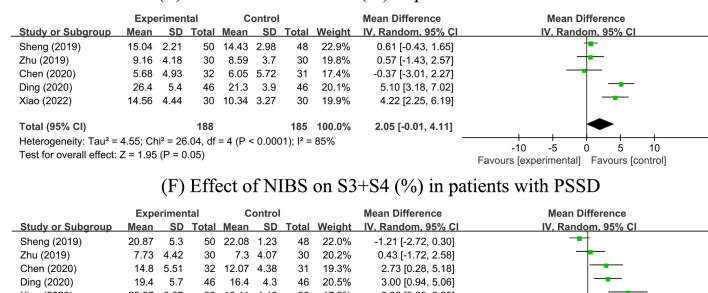 Experimental Control Mean Difference Mean Difference
Study or Subgroup Mean SD Total Mean SD Total Weight IV, Random, 95% CI IV, Random, 95% CI
Sheng (2019) 15.04 2.21 50 14.43 2.98 48 22.9% 0.61 [-0.43, 1.65]
Zhu (2019) 9.16 4.18 30 8.59 3.7 30 19.8% 0.57 [-1.43, 2.57]
Chen (2020) 5.68 4.93 32 6.05 5.72 31 17.4% -0.37 [-3.01, 2.27]
Ding (2020) 26.4 5.4 46 21.3 3.9 46 20.1% 5.10 [3.18, 7.02]
Xiao (2022) 14.56 4.44 30 10.34 3.27 30 19.9% 4.22 [2.25, 6.19]
Total (95% CI) 188 185 100.0% 2.05 [-0.01, 4.11]
Heterogeneity: Tau² = 4.55; Chi² = 26.04, df = 4 (P < 0.0001); I² = 85%
Test for overall effect: Z = 1.95 (P = 0.05)
-10 -5 0 5 10
Favours [experimental] Favours [control]
(F) Effect of NIBS on S3+S4 (%) in patients with PSSD
Experimental Control Mean Difference Mean Difference
Study or Subgroup Mean SD Total Mean SD Total Weight IV, Random, 95% CI IV, Random, 95% CI
Sheng (2019) 20.87 5.3 50 22.08 1.23 48 22.0% -1.21 [-2.72, 0.30]
Zhu (2019) 7.73 4.42 30 7.3 4.07 30 19.3% 0.43 [-1.72, 2.58]
Chen (2020) 14.8 5.51 32 12.07 4.38 31 18.1% 2.73 [0.28, 5.18]
Ding (2020) 19.4 5.7 46 16.4 4.3 46 19.6% 3.00 [0.94, 5.06]